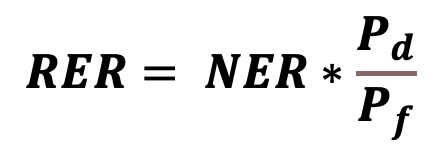 RER = NER * P_d / P_f